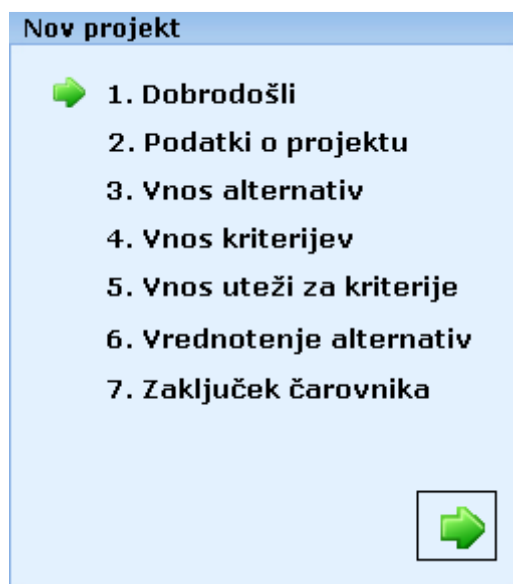 Nov projekt
1. Dobrodošli
2. Podatki o projektu
3. Vnos alternativ
4. Vnos kriterijev
5. Vnos uteži za kriterije
6. Vrednotenje alternativ
7. Zaključek čarovnika